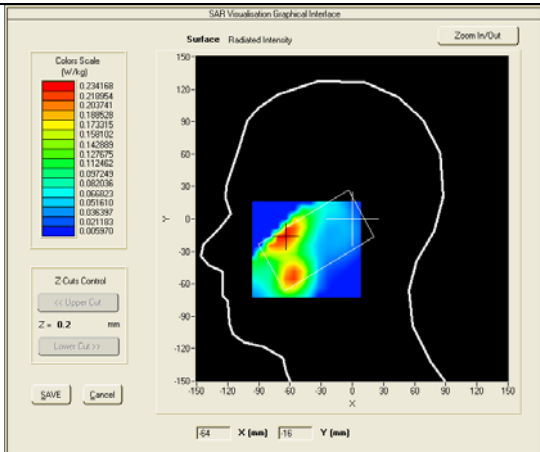 SAR Visualisation Graphical Interface
Surface Radiated Intensity
Zoom In/Out
Colors Scale
(W/kg)
0.234168
0.218954
0.203741
0.188528
0.173315
0.158102
0.142889
0.127675
0.112462
0.097249
0.082036
0.066823
0.051610
0.036397
0.021183
0.005970
150
120
90
60
30
0
-30
-60
-90
-120
-150
Y
-150 -120 -90 -60 -30 0 30 60 90 120 150
X
Z-Cuts Control
<< Upper Cut
Z = 0.2 mm
Lower Cut >>
SAVE Cancel
-64 X (mm) -16 Y (mm)